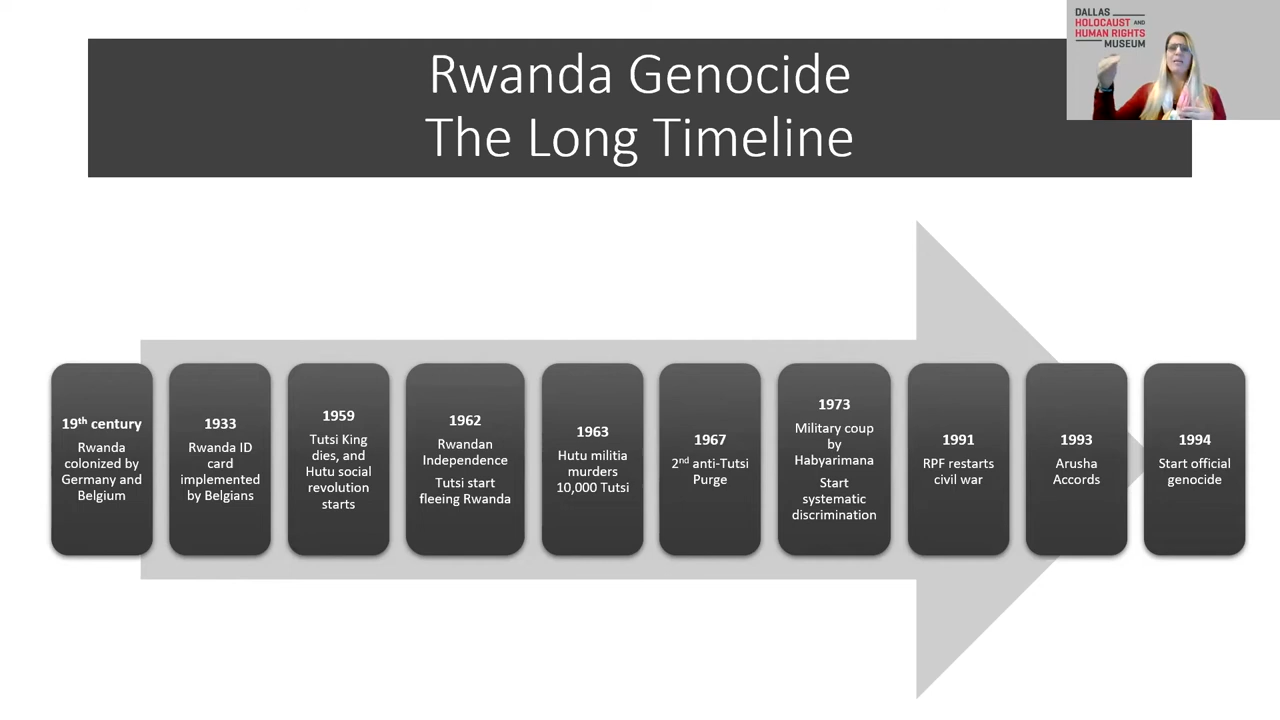 Rwanda Genocide
The Long Timeline
DALLAS
HOLOCAUST AND
HUMAN RIGHTS
MUSEUM
19th century
Rwanda
colonized by
Germany and
Belgium
1933
Rwanda ID
card
implemented
by Belgians
1959
Tutsi King
dies, and
Hutu social
revolution
starts
1962
Rwandan
Independence
Tutsi start
fleeing Rwanda
1963
Hutu militia
murders
10,000 Tutsi
1967
2nd anti-Tutsi
Purge
1973
Military coup
by
Habyarimana
Start
systematic
discrimination
1991
RPF restarts
civil war
1993
Arusha
Accords
1994
Start official
genocide